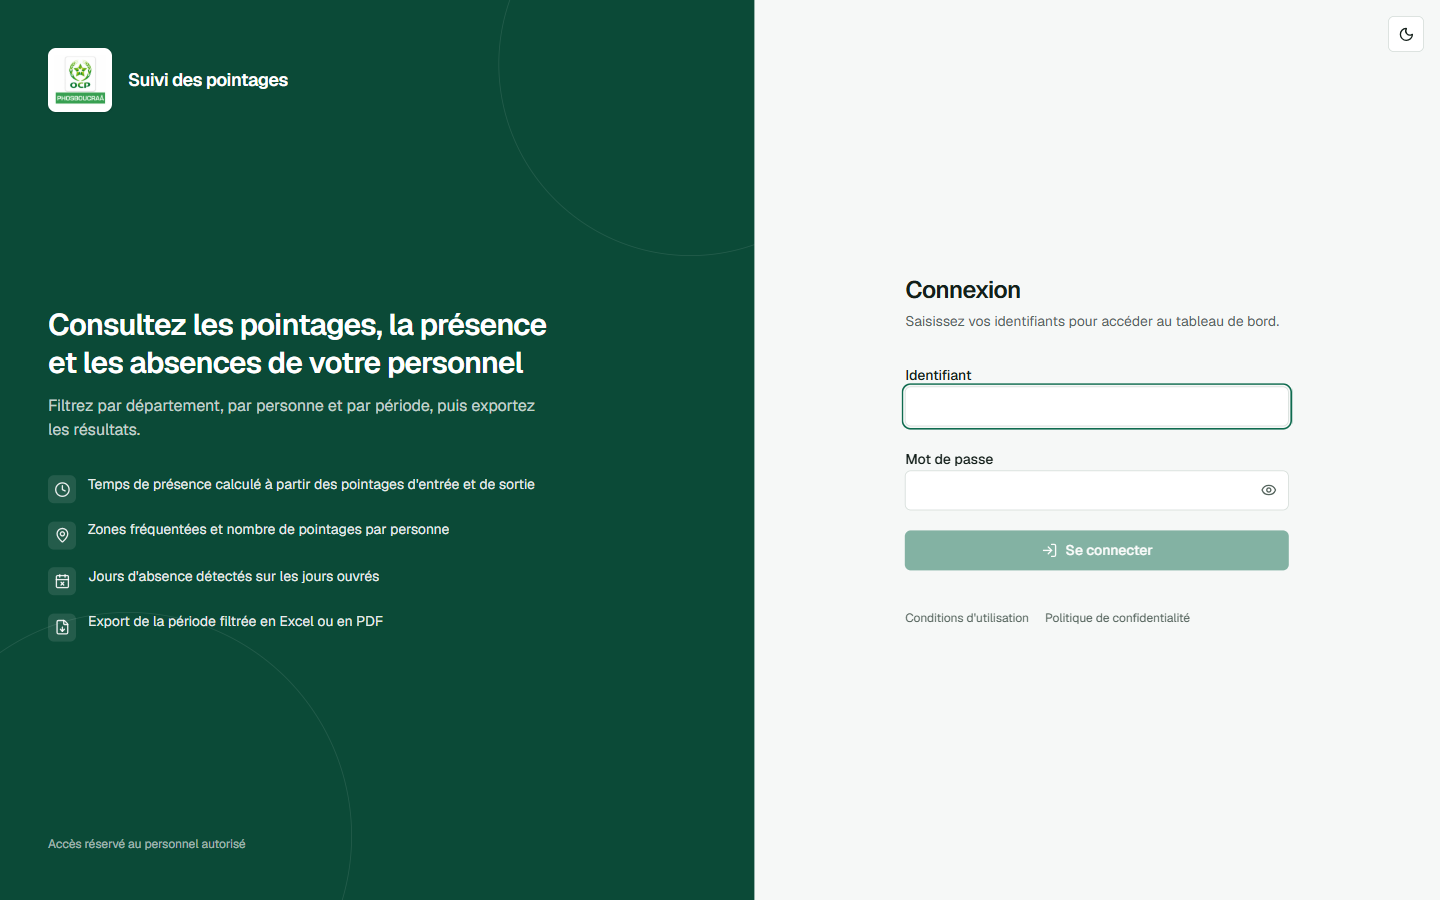 OCP
PHOSBOUCRAÂ
Suivi des pointages
Consultez les pointages, la présence
et les absences de votre personnel
Filtrez par département, par personne et par période, puis exportez
les résultats.
Temps de présence calculé à partir des pointages d'entrée et de sortie
Zones fréquentées et nombre de pointages par personne
Jours d'absence détectés sur les jours ouvrés
Export de la période filtrée en Excel ou en PDF
Accès réservé au personnel autorisé
Connexion
Saisissez vos identifiants pour accéder au tableau de bord.
Identifiant
Mot de passe
Se connecter
Conditions d'utilisation Politique de confidentialité